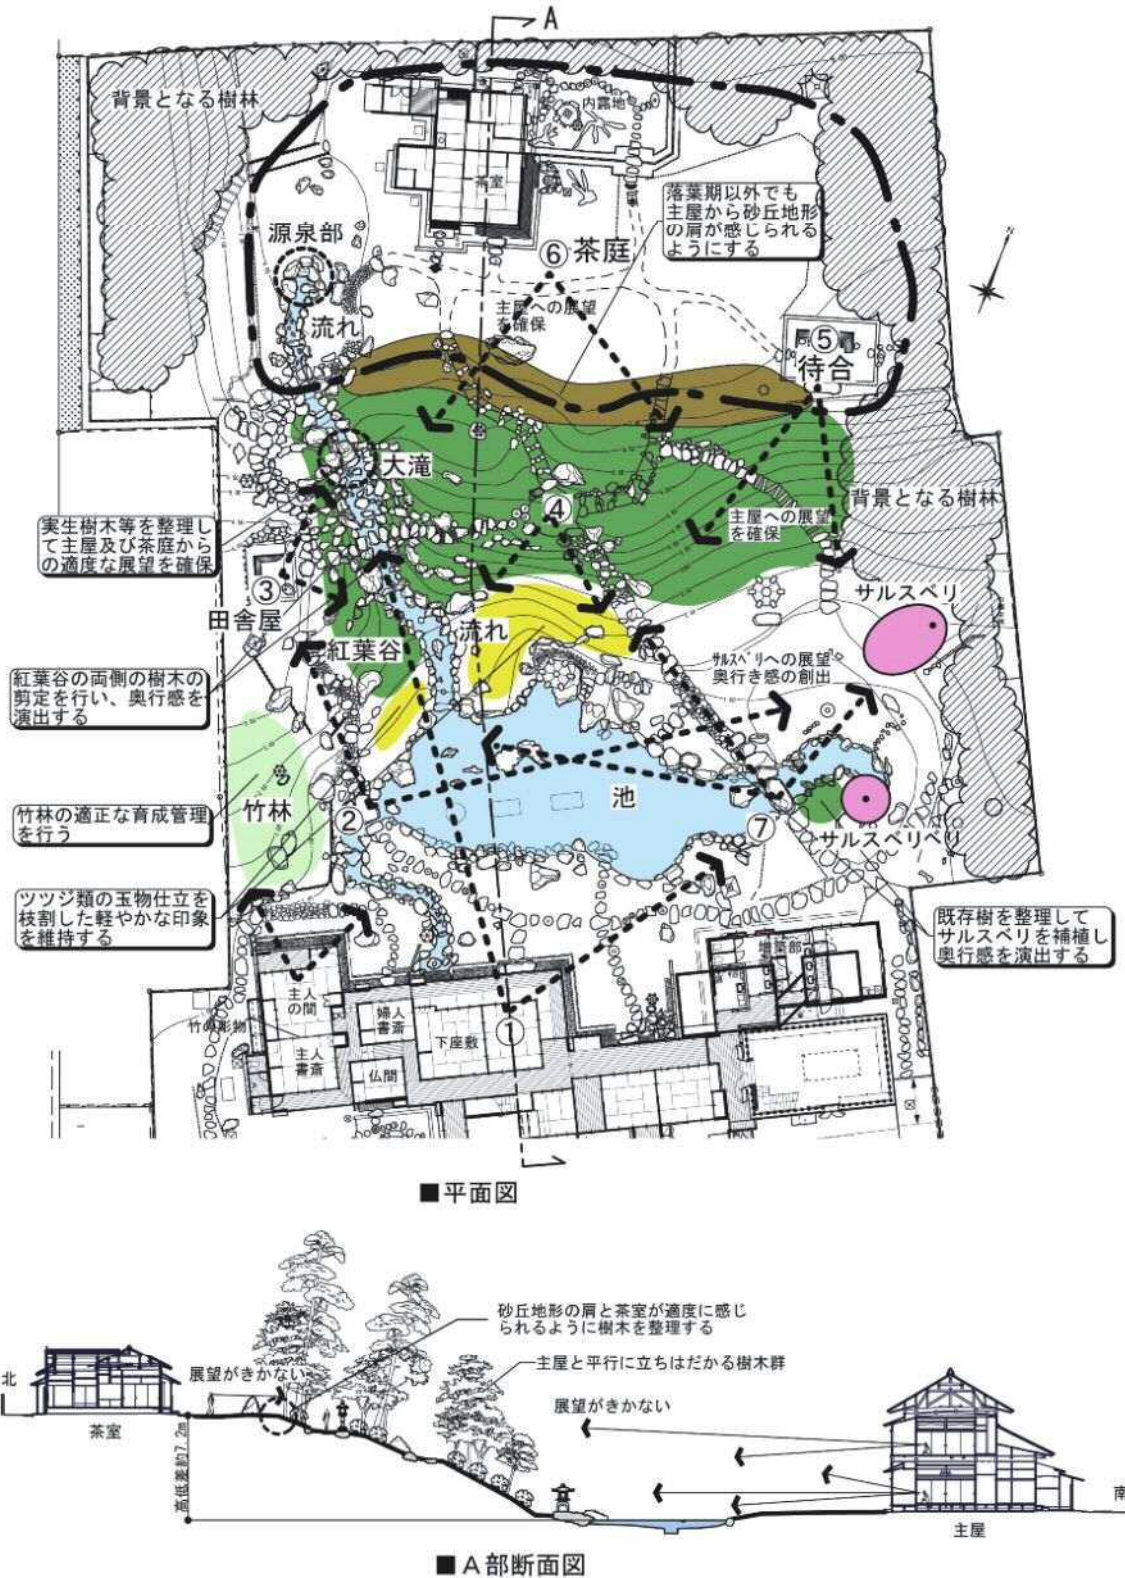 A
背景となる樹林
内露地
茶室
落葉期以外でも
主屋から砂丘地形
の肩が感じられる
ようにする
源泉部
⑥茶庭
主屋への展望
を確保
流れ
⑤
待合
大滝
背景となる樹林
実生樹木等を整理し
て主屋及び茶庭から
の適度な展望を確保
④
主屋への展望
を確保
③
田舎屋
サルスベリ
流れ
紅葉谷
サルスベリへの展望
奥行き感の創出
紅葉谷の両側の樹木の
剪定を行い、奥行感を
演出する
竹林
竹林の適正な育成管理
を行う
②
池
⑦
サルスベリベリ
ツツジ類の玉物仕立を
枝割した軽やかな印象
を維持する
既存樹を整理して
サルスベリを補植し
奥行感を演出する
増築部
主人
の間
婦人
書斎
下座敷
①
主人
書斎
仏間
■平面図
砂丘地形の肩と茶室が適度に感じ
られるように樹木を整理する
主屋と平行に立ちはだかる樹木群
展望がきかない
展望がきかない
北
茶室
高低差約7.2m
南
主屋
■A部断面図